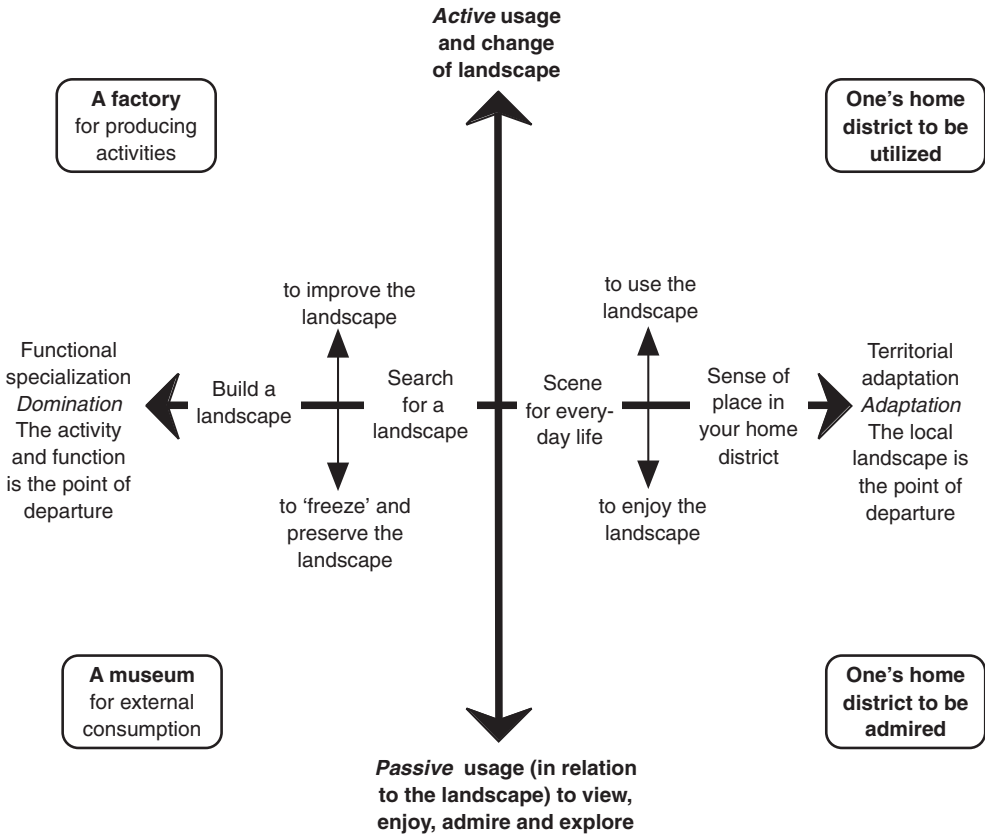 Active usage
and change
of landscape
A factory
for producing
activities
One's home
district to be
utilized
to improve the
landscape
to use the
landscape
Functional
specialization
Domination
The activity
and function
is the point of
departure
Build a
landscape
Search
for a
landscape
Scene
for every-
day life
Sense of
place in
your home
district
Territorial
adaptation
Adaptation
The local
landscape is
the point of
departure
to ‘freeze’ and
preserve the
landscape
to enjoy the
landscape
A museum
for external
consumption
One's home
district to be
admired
Passive usage (in relation
to the landscape) to view,
enjoy, admire and explore